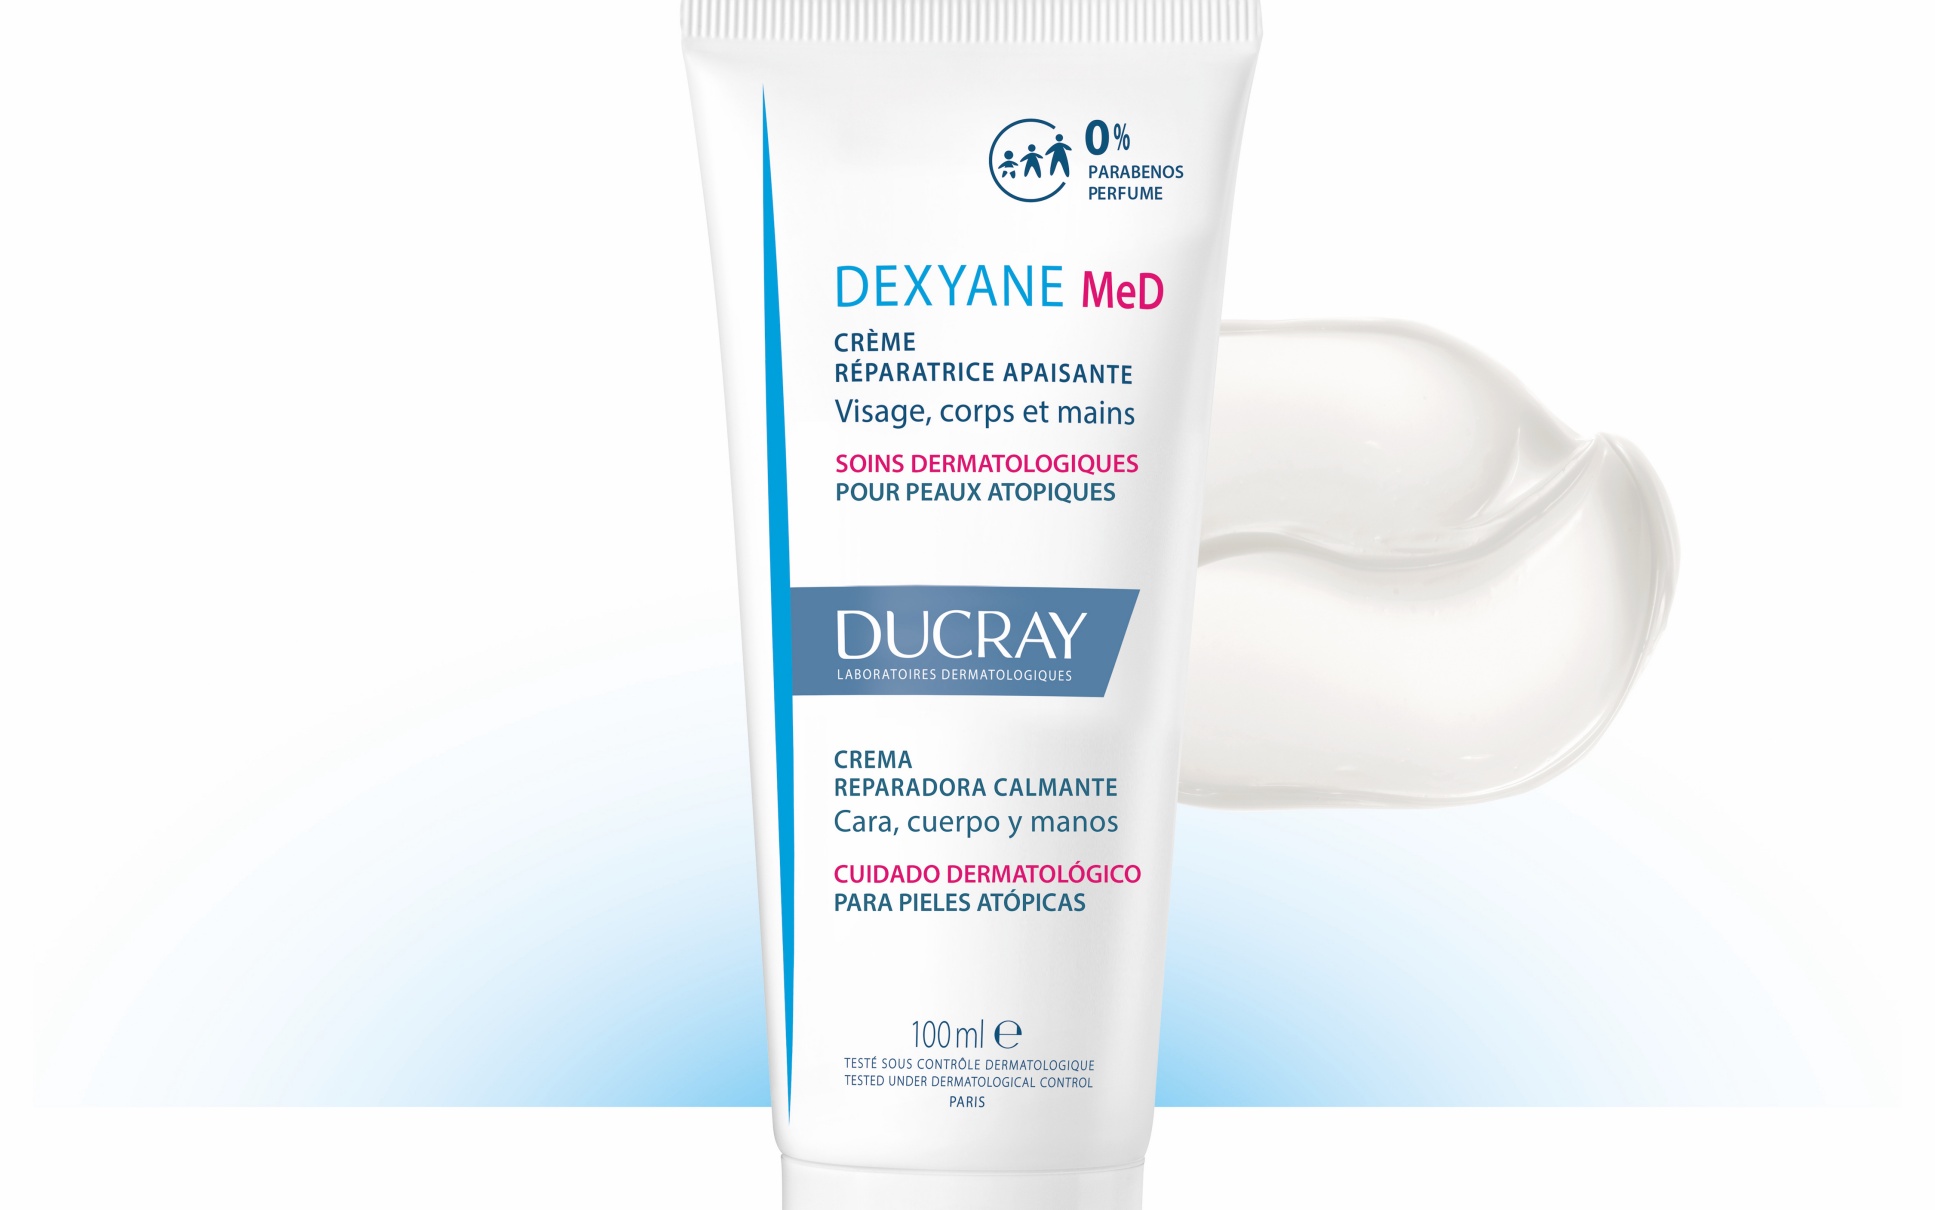 0%
PARABENOS
PERFUME
DEXYANE MeD
CRÈME
RÉPARATRICE APAISANTE
Visage, corps et mains
SOINS DERMATOLOGIQUES
POUR PEAUX ATOPIQUES
DUCRAY
LABORATOIRES DERMATOLOGIQUES
CREMA
REPARADORA CALMANTE
Cara, cuerpo y manos
CUIDADO DERMATOLÓGICO
PARA PIELES ATÓPICAS
100 ml ℮
TESTÉ SOUS CONTRÔLE DERMATOLOGIQUE
TESTED UNDER DERMATOLOGICAL CONTROL
PARIS